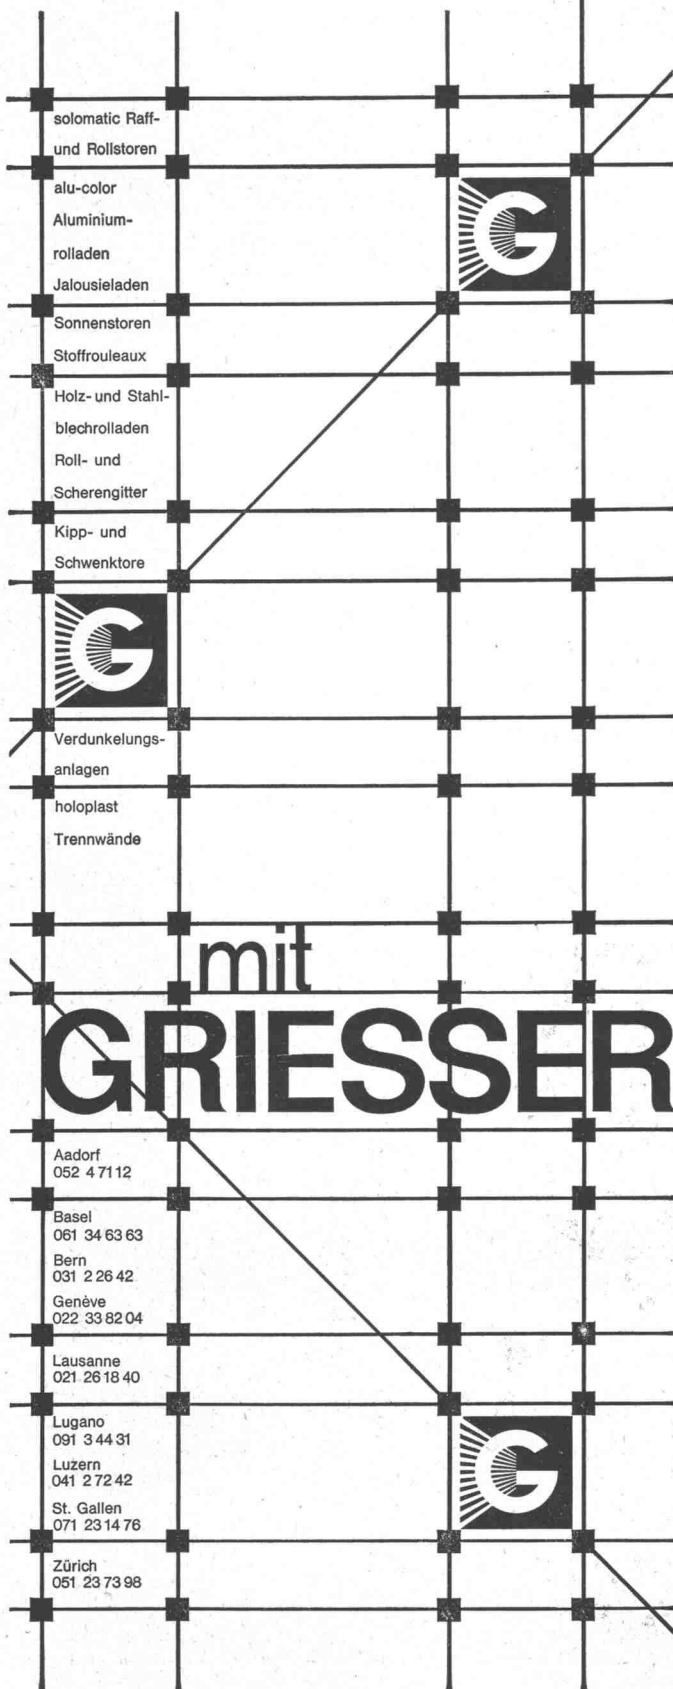 solomatic Raff-
und Rollstoren
alu-color
Aluminium-
rolladen
Jalousieladen
Sonnenstoren
Stoffrouleaux
Holz- und Stahl-
blechrolladen
Roll- und
Scherengitter
Kipp- und
Schwenktore
G
G
Verdunkelungs-
anlagen
holoplast
Trennwände
mit
GRIESSER
Aadorf
052 4 71 12
Basel
061 34 63 63
Bern
031 2 26 42
Genève
022 33 82 04
Lausanne
021 26 18 40
Lugano
091 3 44 31
Luzern
041 2 72 42
St. Gallen
071 23 14 76
G
Zürich
051 23 73 98